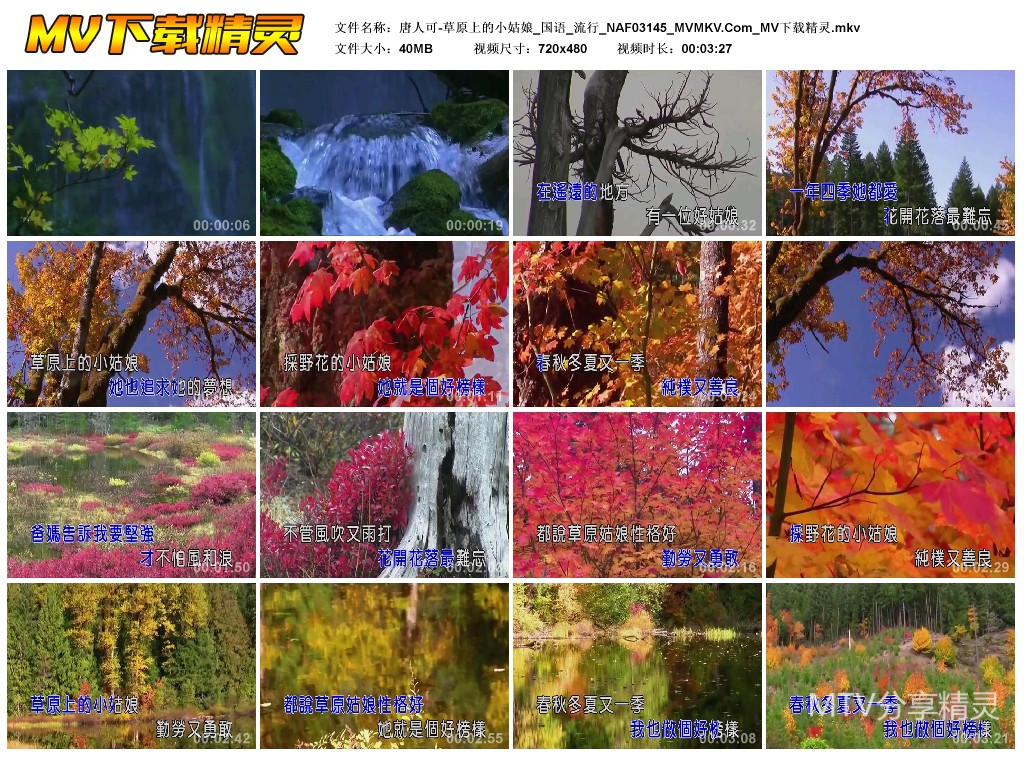 MV下载精灵
文件名称: 唐人可-草原上的小姑娘_国语_流行_NAF03145_MVMKV.Com_MV下载精灵.mkv
文件大小: 40MB 视频尺寸: 720x480 视频时长: 00:03:27
00:00:06
00:00:19
在遙遠的地方
有一位好姑娘
00:00:32
一年四季她都愛
花開花落最難忘
00:00:45
草原上的小姑娘
她也追求她的夢想
採野花的小姑娘
她就是個好榜樣
春秋冬夏又一季
純樸又善良
爸媽告訴我要堅強
才不怕風和浪
00:01:50
不管風吹又雨打
花開花落最難忘
都說草原姑娘性格好
勤勞又勇敢
00:02:16
採野花的小姑娘
純樸又善良
00:02:29
草原上的小姑娘
勤勞又勇敢
00:02:42
都說草原姑娘性格好
她就是個好榜樣
00:02:55
春秋冬夏又一季
我也做個好榜樣
00:03:08
春秋冬夏又一季
我也做個好榜樣
00:03:21